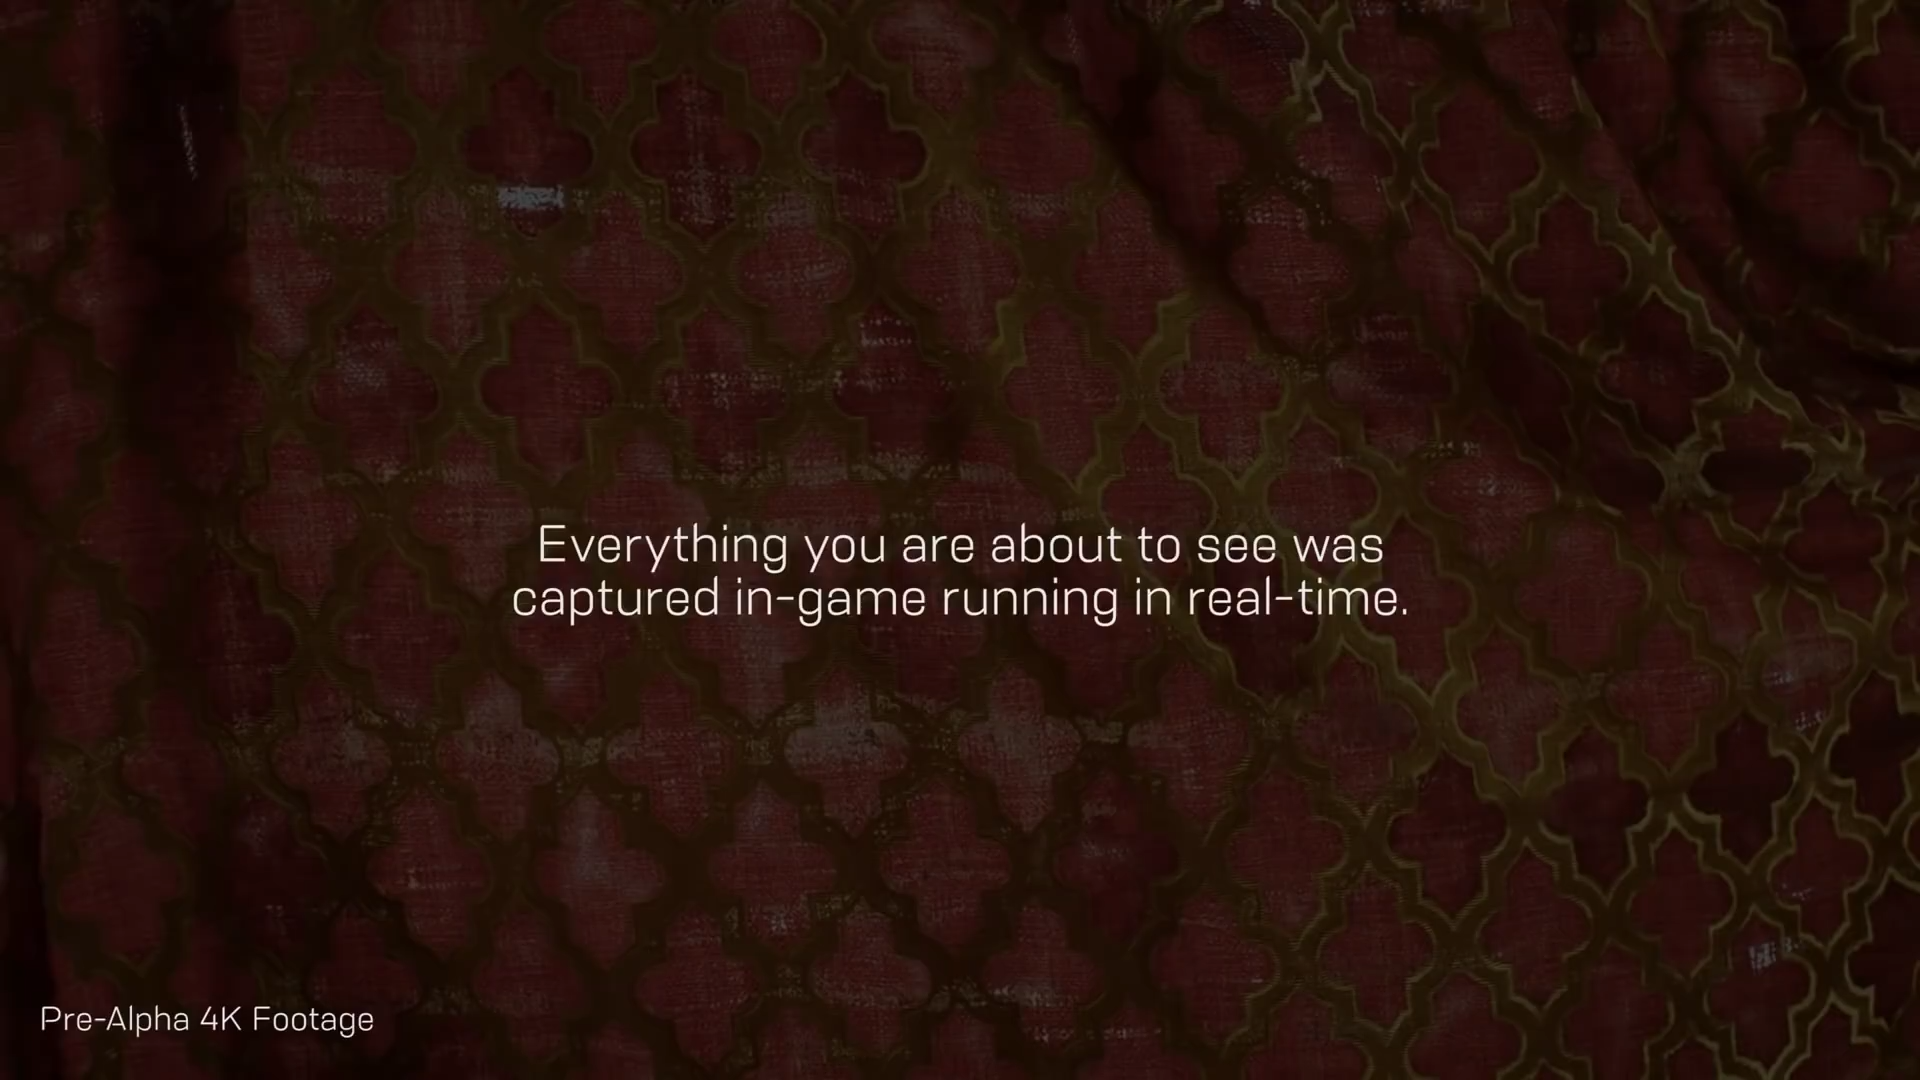 Everything you are about to see was
captured in-game running in real-time.
Pre-Alpha 4K Footage